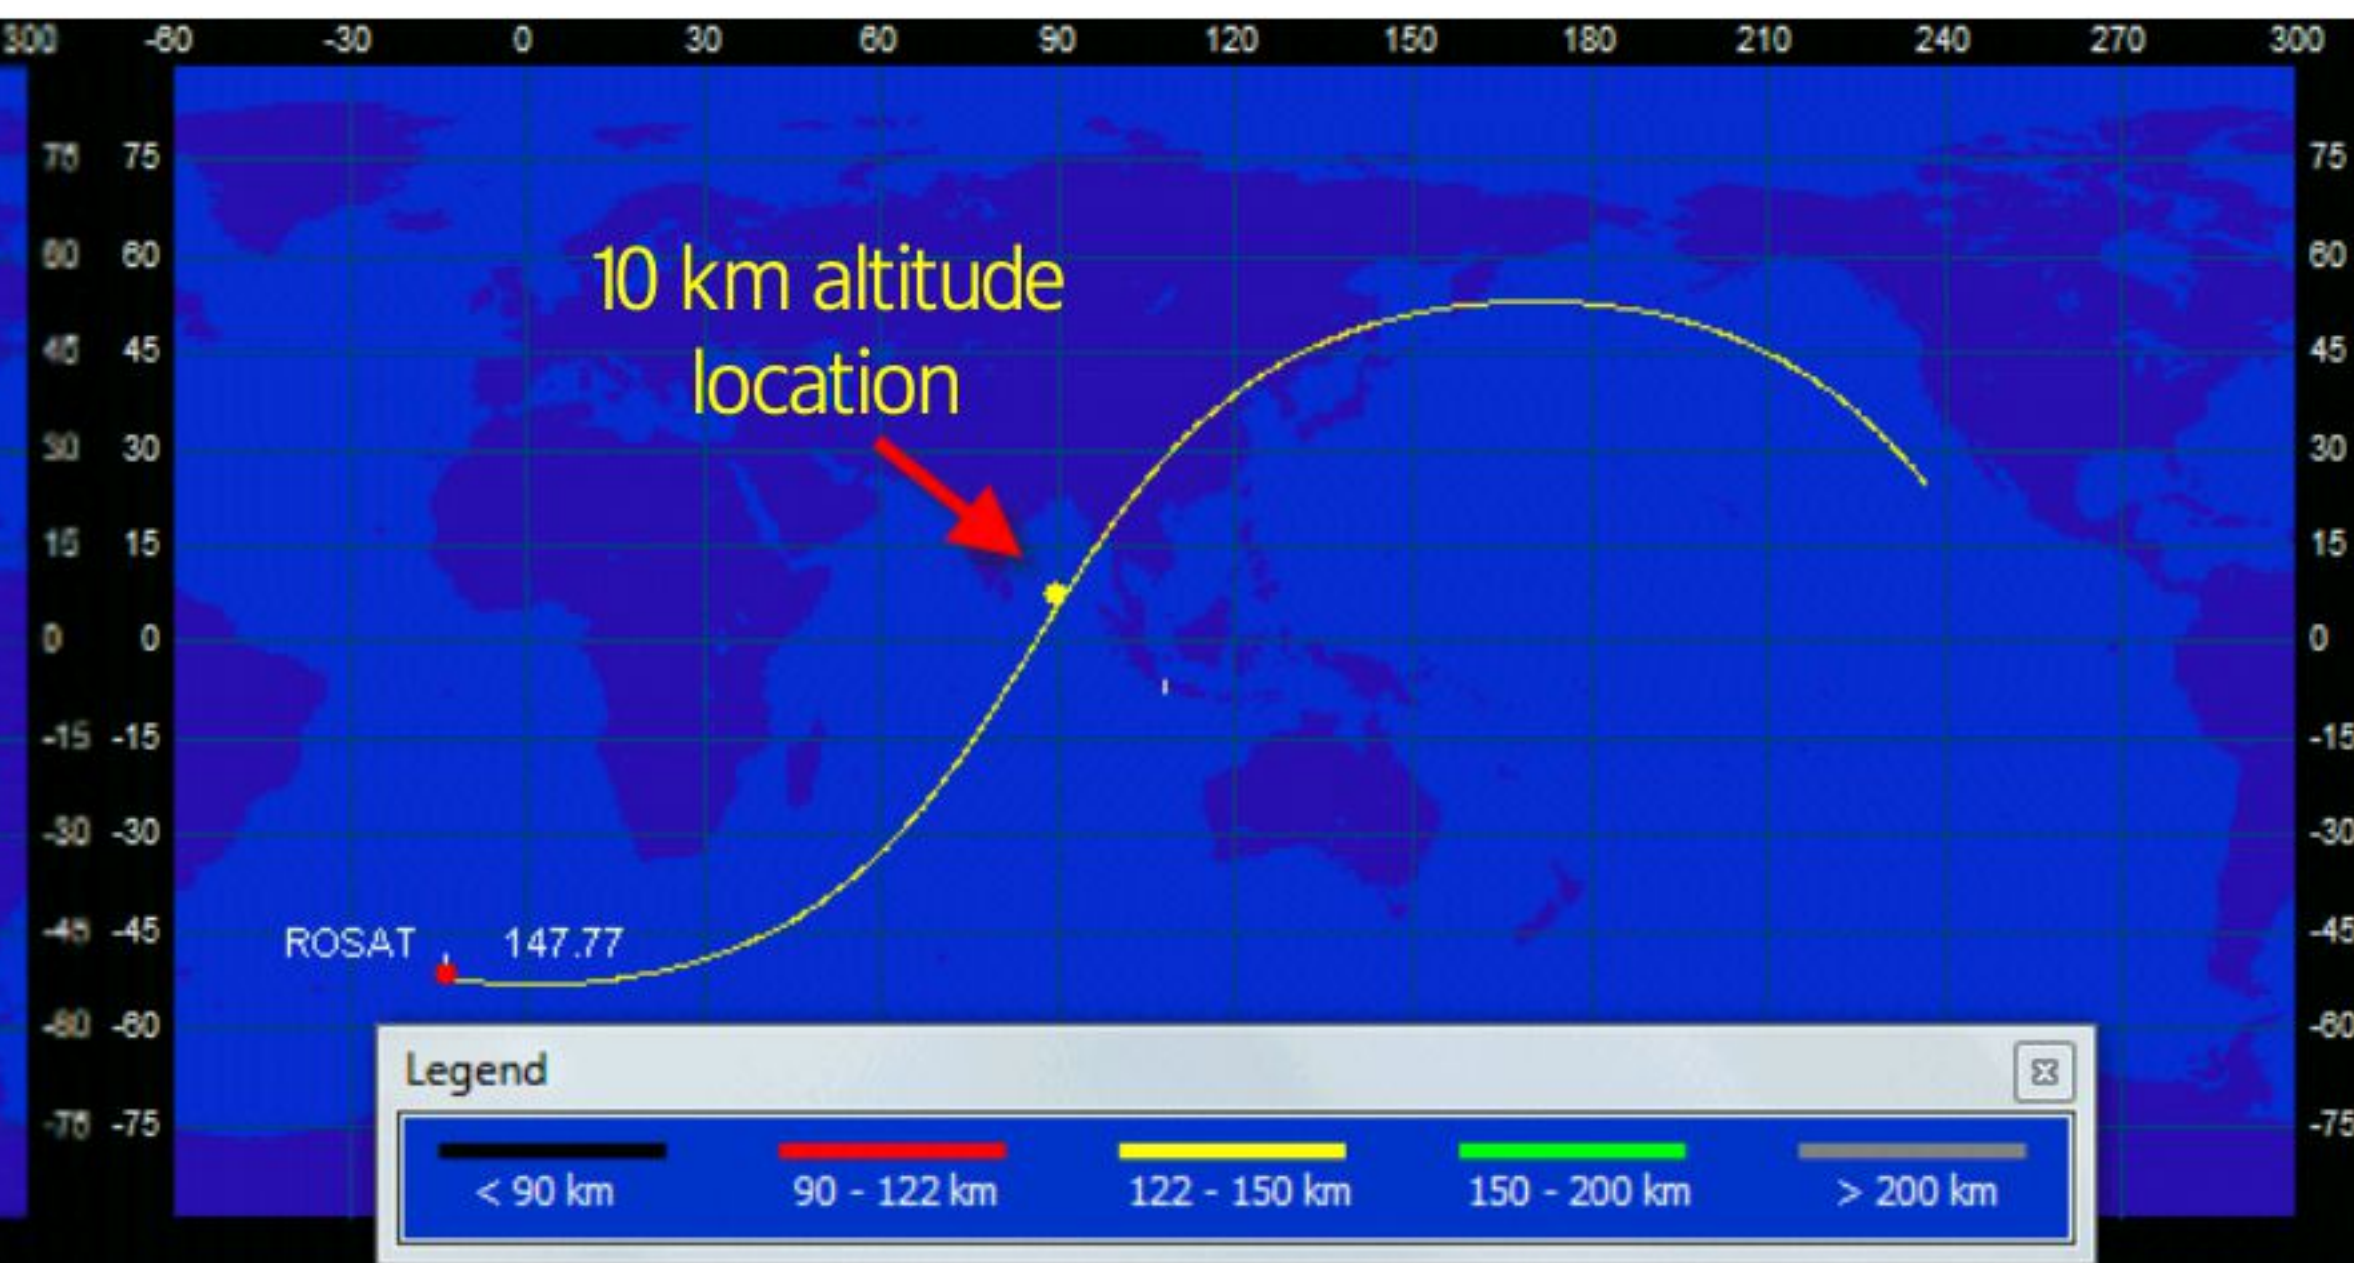 300 -60 -30 0 30 60 90 120 150 180 210 240 270 300
75 75 75
60 60 60
10 km altitude
45 45 45
location
30 30 30
15 15 15
0 0 0
-15 -15 -15
-30 -30 -30
-45 -45 -45
ROSAT 147.77
-60 -60 -60
Legend
-75 -75 -75
< 90 km 90 - 122 km 122 - 150 km 150 - 200 km > 200 km